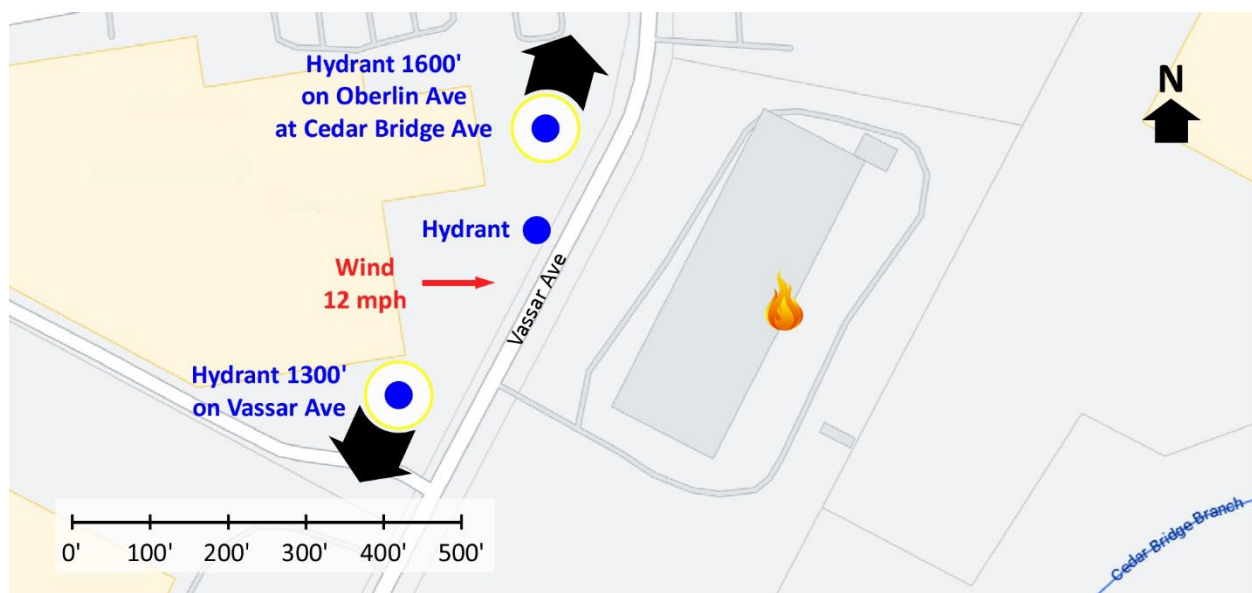 Hydrant 1600'
on Oberlin Ave
at Cedar Bridge Ave
N
Hydrant
Wind
12 mph
Vassar Ave
Hydrant 1300'
on Vassar Ave
0' 100' 200' 300' 400' 500'
Cedar Bridge Branch